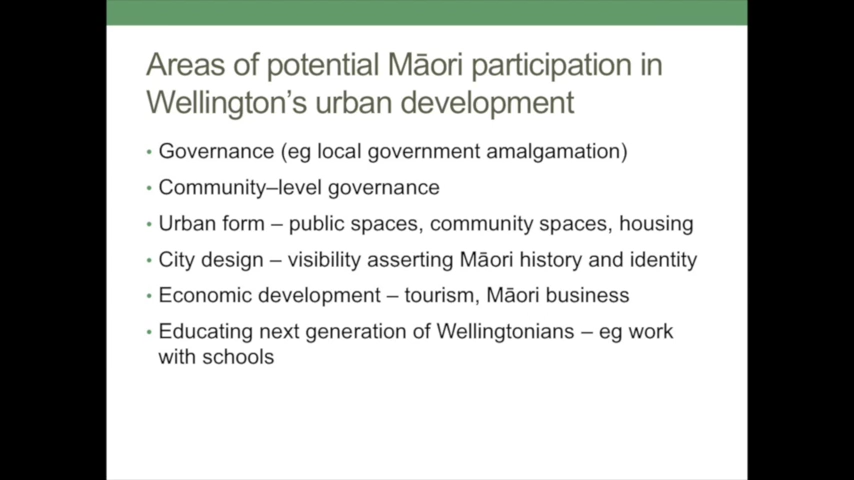 Areas of potential Māori participation in
Wellington's urban development
• Governance (eg local government amalgamation)
• Community–level governance
• Urban form – public spaces, community spaces, housing
• City design – visibility asserting Māori history and identity
• Economic development – tourism, Māori business
• Educating next generation of Wellingtonians – eg work
with schools